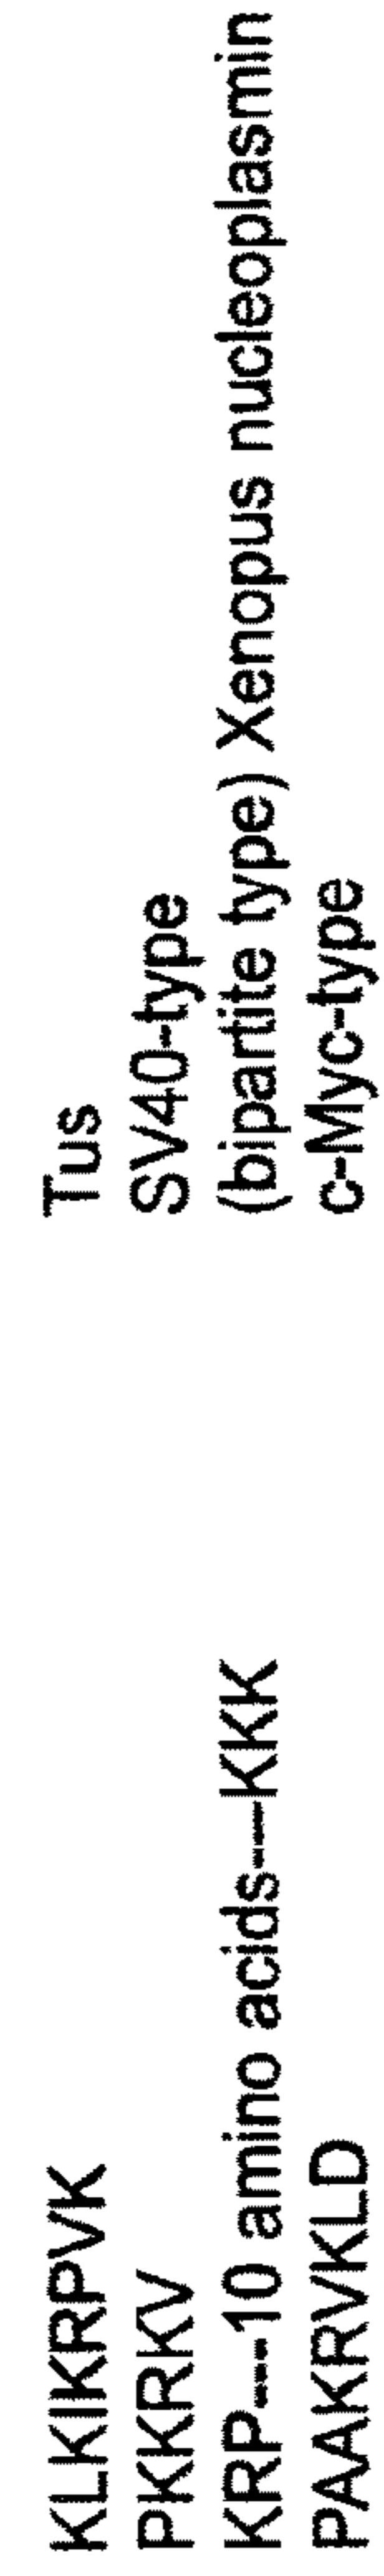 KLKIKRPVK Tus
PKKRKV SV40-type
KRP---10 amino acids---KKK (bipartite type) Xenopus nucleoplasmin
PAAKRVKLD c-Myc-type